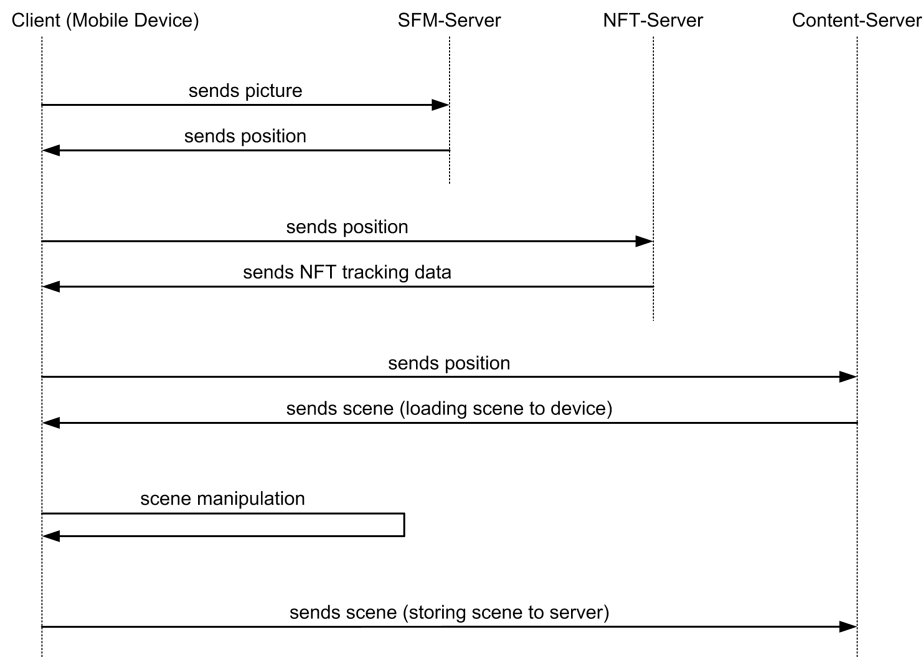 Client (Mobile Device) SFM-Server NFT-Server Content-Server
sends picture
sends position
sends position
sends NFT tracking data
sends position
sends scene (loading scene to device)
scene manipulation
sends scene (storing scene to server)